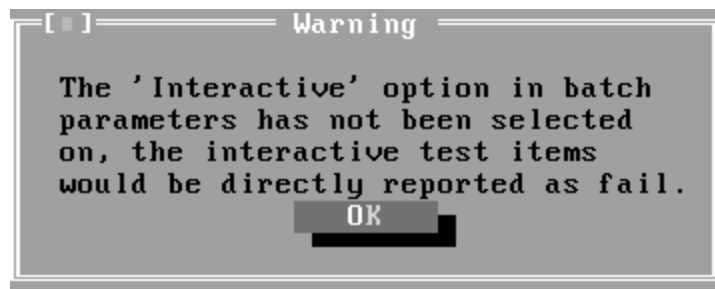 Warning
The 'Interactive' option in batch
parameters has not been selected
on, the interactive test items
would be directly reported as fail.
OK